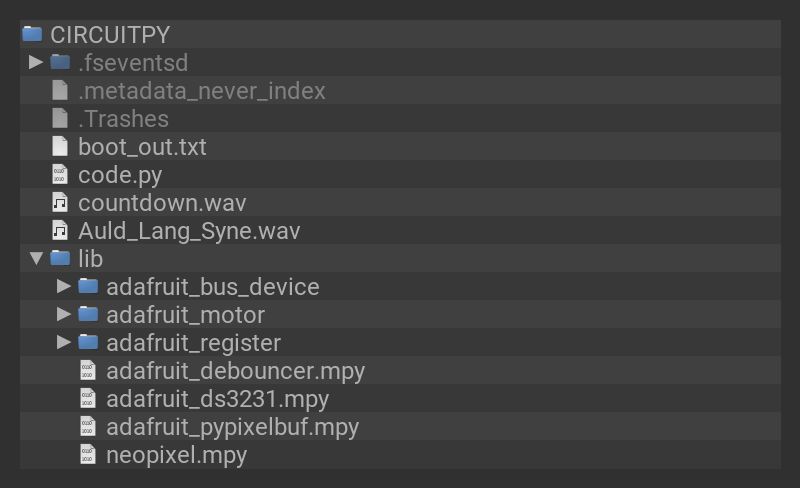 CIRCUITPY
.fseventsd
.metadata_never_index
.Trashes
boot_out.txt
code.py
countdown.wav
Auld_Lang_Syne.wav
lib
adafruit_bus_device
adafruit_motor
adafruit_register
adafruit_debouncer.mpy
adafruit_ds3231.mpy
adafruit_pypixelbuf.mpy
neopixel.mpy